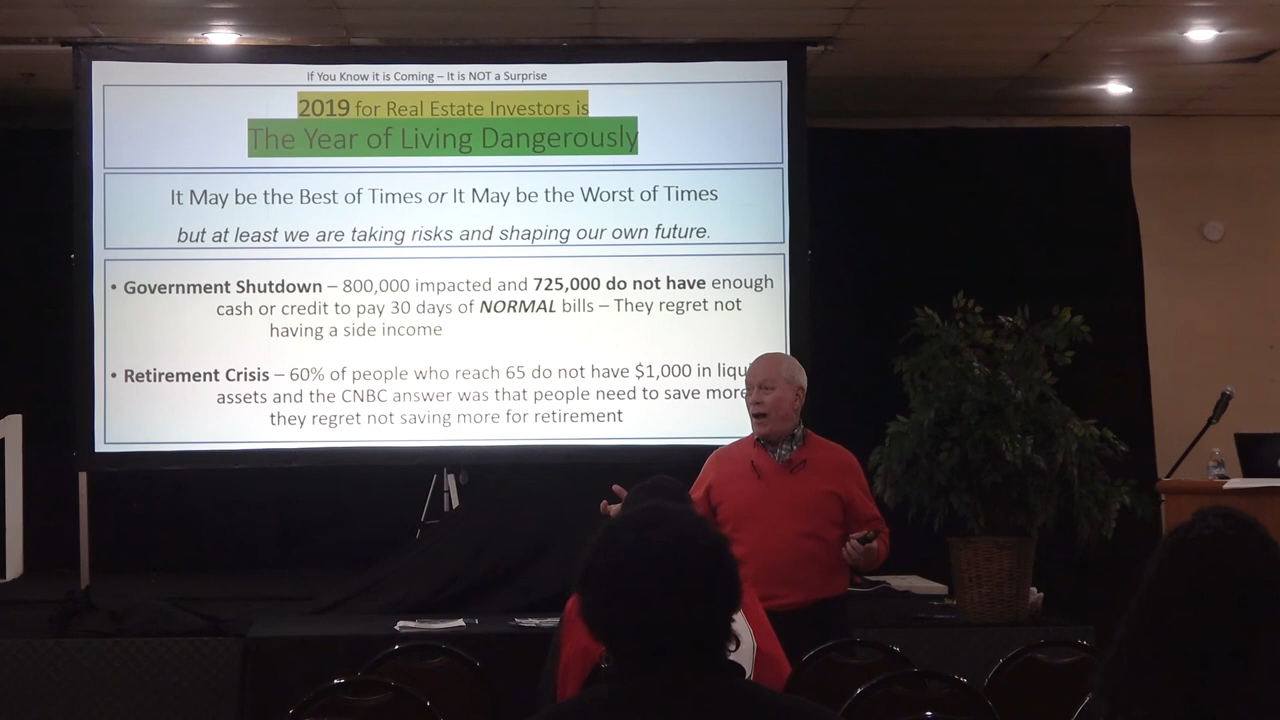 If You Know it is Coming – It is NOT a Surprise
2019 for Real Estate Investors is
The Year of Living Dangerously
It May be the Best of Times or It May be the Worst of Times
but at least we are taking risks and shaping our own future.
• Government Shutdown – 800,000 impacted and 725,000 do not have enough
cash or credit to pay 30 days of NORMAL bills – They regret not
having a side income
• Retirement Crisis – 60% of people who reach 65 do not have $1,000 in
assets and the CNBC answer was that people need to save more
they regret not saving more for retirement